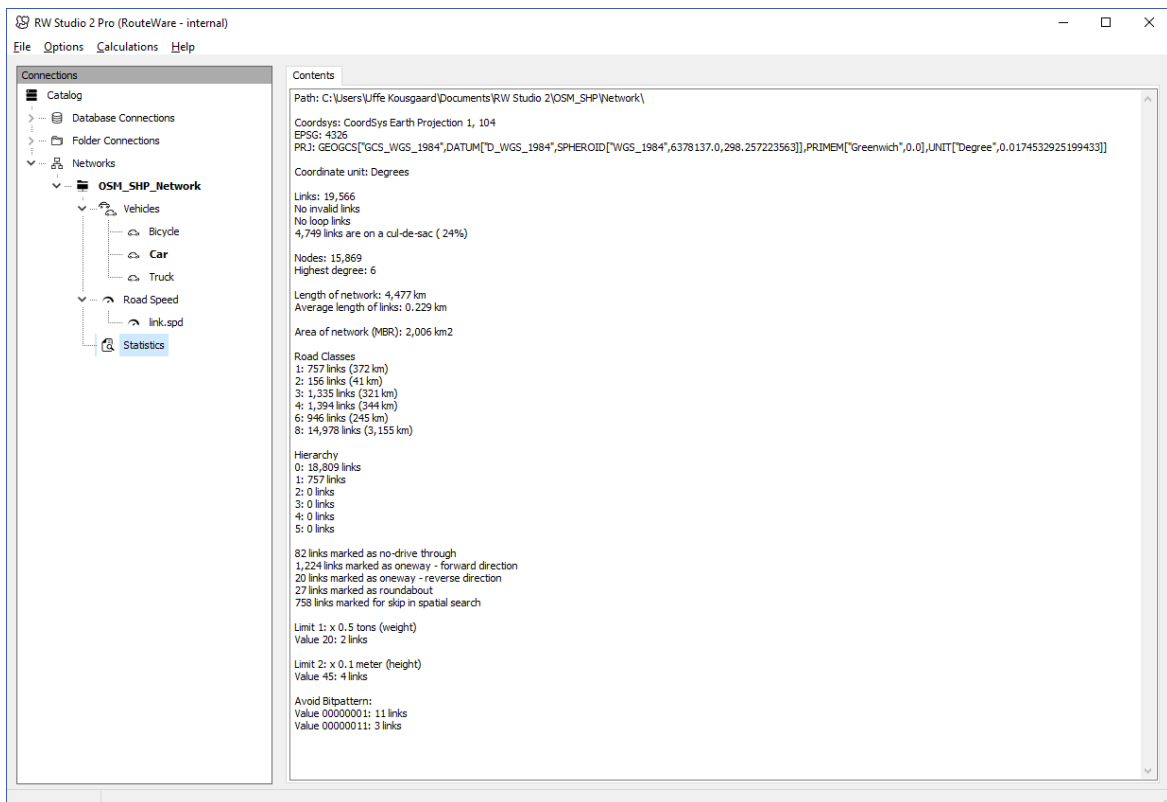 RW Studio 2 Pro (RouteWare - internal)
File Options Calculations Help
Connections
Catalog
Database Connections
Folder Connections
Networks
OSM_SHP_Network
Vehicles
Bicycle
Car
Truck
Road Speed
link.spd
Statistics
Contents
Path: C:\Users\Uffe Kousgaard\Documents\RW Studio 2\OSM_SHP\Network\
Coordsys: CoordSys Earth Projection 1, 104
EPSG: 4326
PRJ: GEOGCS["GCS_WGS_1984",DATUM["D_WGS_1984",SPHEROID["WGS_1984",6378137.0,298.257223563]],PRIMEM["Greenwich",0.0],UNIT["Degree",0.0174532925199433]]
Coordinate unit: Degrees
Links: 19,566
No invalid links
No loop links
4,749 links are on a cul-de-sac ( 24%)
Nodes: 15,869
Highest degree: 6
Length of network: 4,477 km
Average length of links: 0.229 km
Area of network (MBR): 2,006 km2
Road Classes
1: 757 links (372 km)
2: 156 links (41 km)
3: 1,335 links (321 km)
4: 1,394 links (344 km)
6: 946 links (245 km)
8: 14,978 links (3,155 km)
Hierarchy
0: 18,809 links
1: 757 links
2: 0 links
3: 0 links
4: 0 links
5: 0 links
82 links marked as no-drive through
1,224 links marked as oneway - forward direction
20 links marked as oneway - reverse direction
27 links marked as roundabout
758 links marked for skip in spatial search
Limit 1: x 0.5 tons (weight)
Value 20: 2 links
Limit 2: x 0.1 meter (height)
Value 45: 4 links
Avoid Bitpattern:
Value 00000001: 11 links
Value 00000011: 3 links